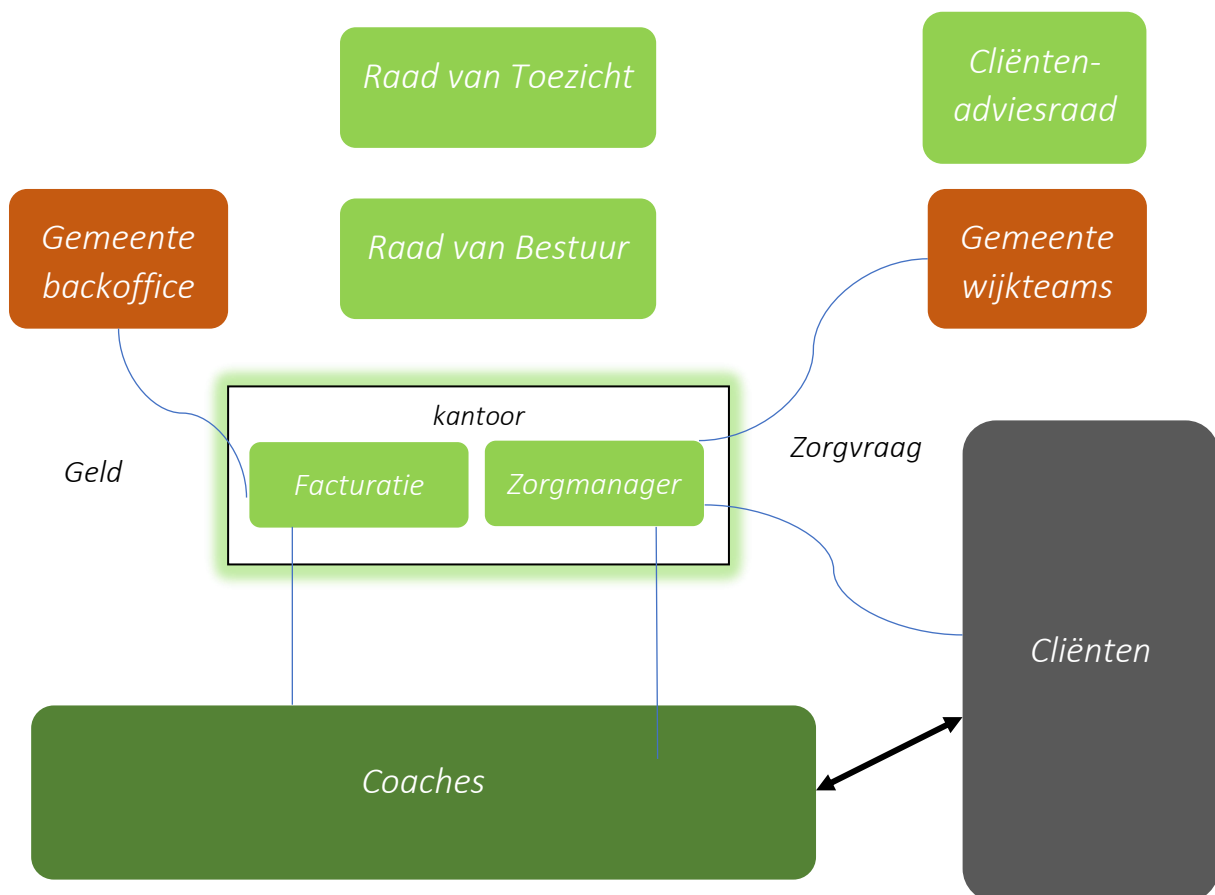 Raad van Toezicht
Cliënten-
adviesraad
Gemeente
backoffice
Raad van Bestuur
Gemeente
wijkteams
kantoor
Geld
Facturatie
Zorgmanager
Zorgvraag
Cliënten
Coaches